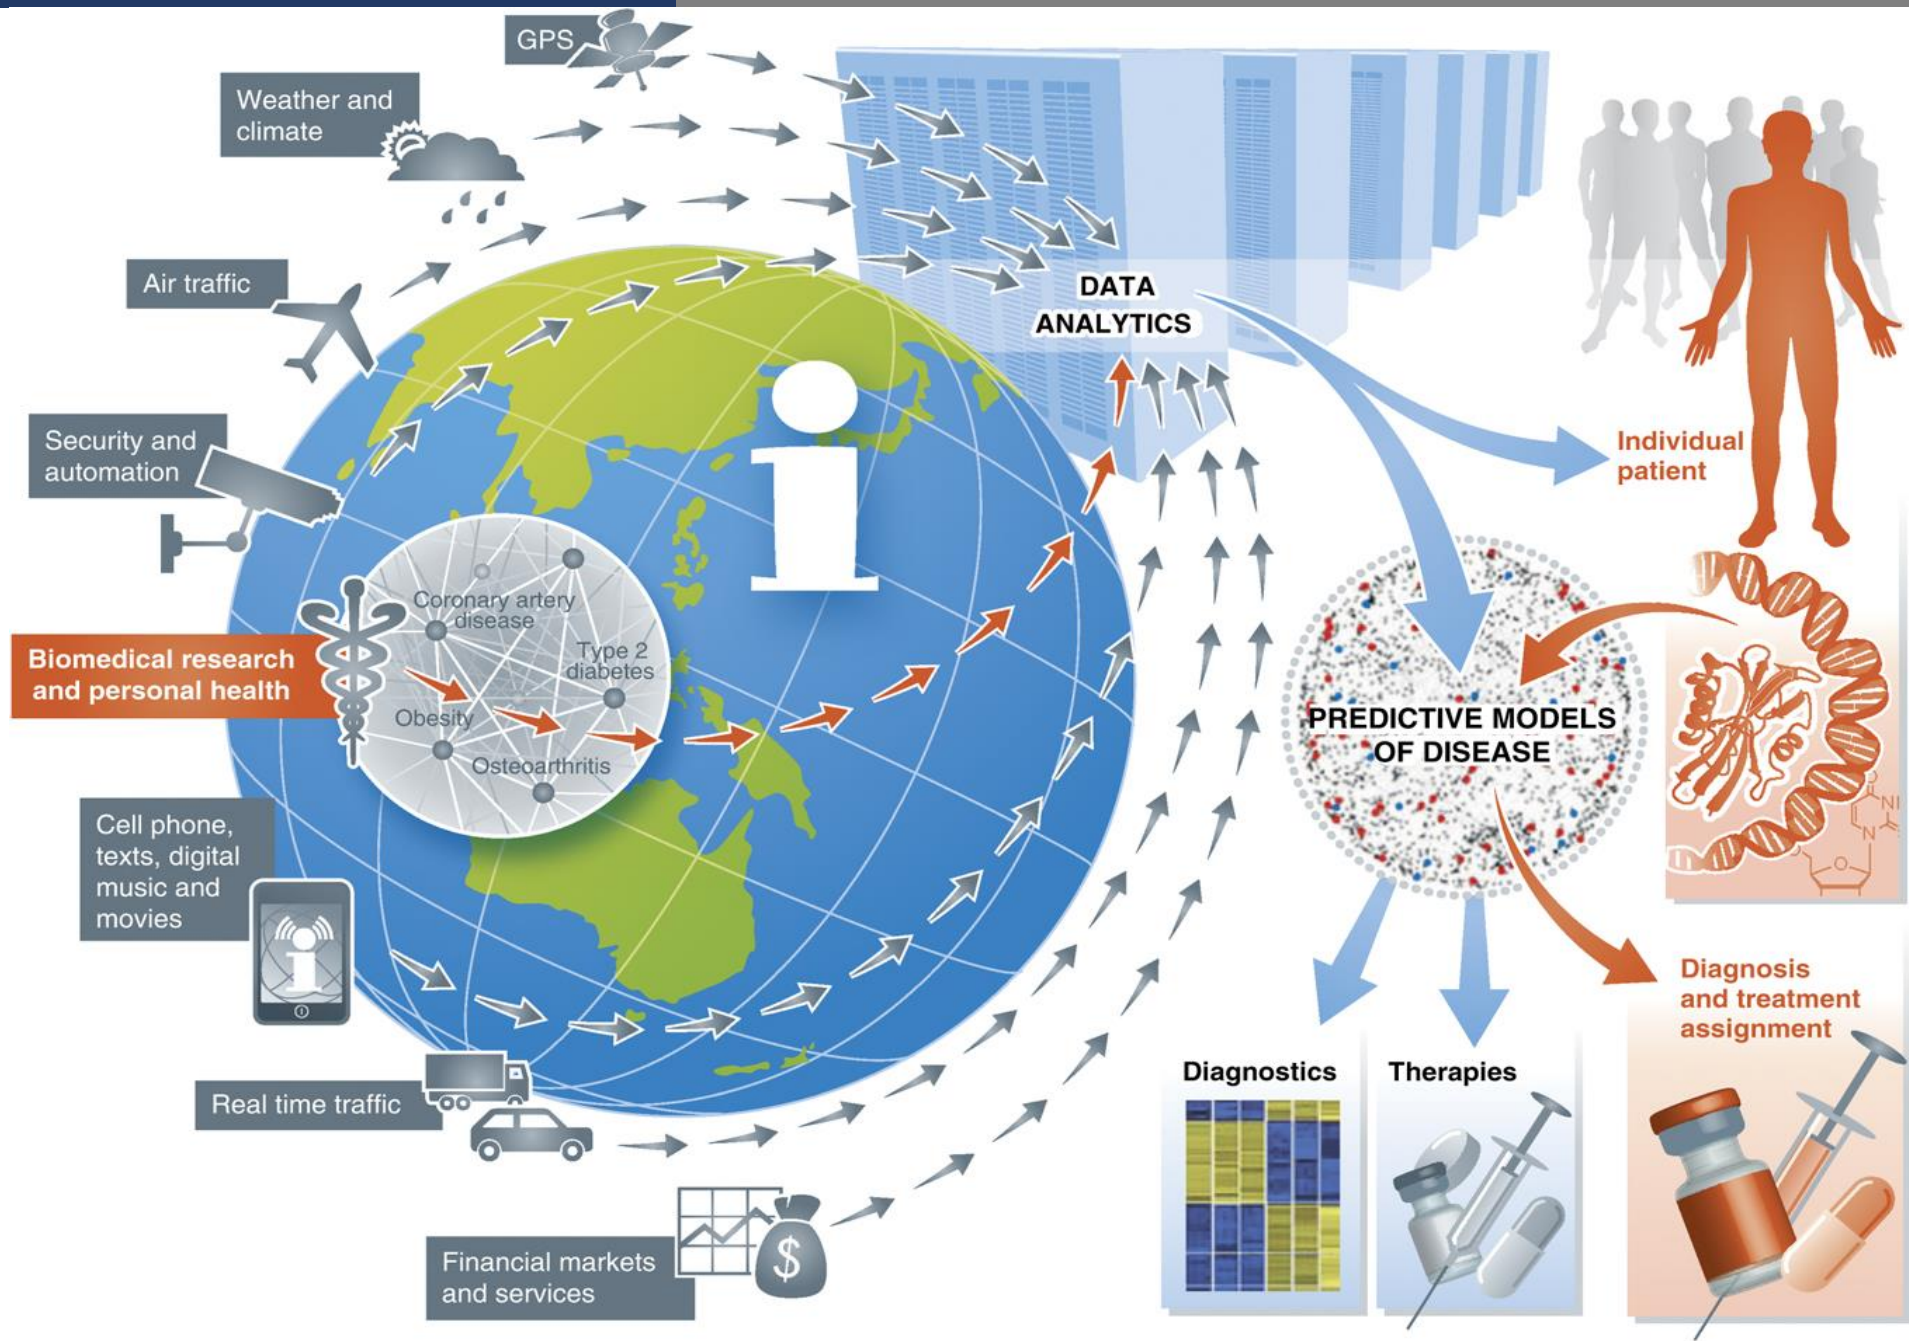 GPS
Weather and
climate
Air traffic
Security and
automation
Biomedical research
and personal health
Coronary artery
disease
Type 2
diabetes
Obesity
Osteoarthritis
Cell phone,
texts, digital
music and
movies
Real time traffic
Financial markets
and services
$
DATA
ANALYTICS
i
Individual
patient
PREDICTIVE MODELS
OF DISEASE
N
N
O
Diagnosis
and treatment
assignment
Diagnostics
Therapies